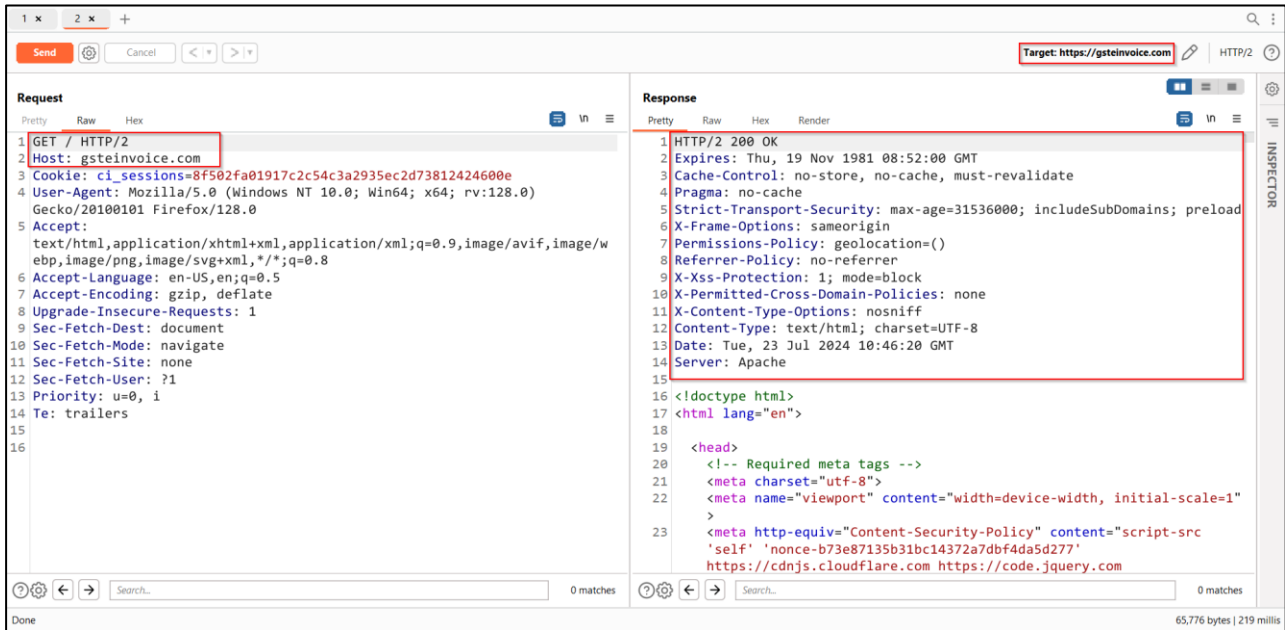 1 × 2 × +
Send Cancel < > Target: https://gsteinvoice.com HTTP/2
Request
Pretty Raw Hex \n
1 GET / HTTP/2
2 Host: gsteinvoice.com
3 Cookie: ci_sessions=8f502fa01917c2c54c3a2935ec2d73812424600e
4 User-Agent: Mozilla/5.0 (Windows NT 10.0; Win64; x64; rv:128.0)
Gecko/20100101 Firefox/128.0
5 Accept:
text/html,application/xhtml+xml,application/xml;q=0.9,image/avif,image/w
ebp,image/png,image/svg+xml,*/*;q=0.8
6 Accept-Language: en-US,en;q=0.5
7 Accept-Encoding: gzip, deflate
8 Upgrade-Insecure-Requests: 1
9 Sec-Fetch-Dest: document
10 Sec-Fetch-Mode: navigate
11 Sec-Fetch-Site: none
12 Sec-Fetch-User: ?1
13 Priority: u=0, i
14 Te: trailers
15
16
Search... 0 matches
Response
Pretty Raw Hex Render \n
1 HTTP/2 200 OK
2 Expires: Thu, 19 Nov 1981 08:52:00 GMT
3 Cache-Control: no-store, no-cache, must-revalidate
4 Pragma: no-cache
5 Strict-Transport-Security: max-age=31536000; includeSubDomains; preload
6 X-Frame-Options: sameorigin
7 Permissions-Policy: geolocation=()
8 Referrer-Policy: no-referrer
9 X-Xss-Protection: 1; mode=block
10 X-Permitted-Cross-Domain-Policies: none
11 X-Content-Type-Options: nosniff
12 Content-Type: text/html; charset=UTF-8
13 Date: Tue, 23 Jul 2024 10:46:20 GMT
14 Server: Apache
15
16 <!doctype html>
17 <html lang="en">
18
19 <head>
20 <!-- Required meta tags -->
21 <meta charset="utf-8">
22 <meta name="viewport" content="width=device-width, initial-scale=1"
>
23 <meta http-equiv="Content-Security-Policy" content="script-src
'self' 'nonce-b73e87135b31bc14372a7dbf4da5d277'
https://cdnjs.cloudflare.com https://code.jquery.com
Search... 0 matches
INSPECTOR
Done 65,776 bytes | 219 millis